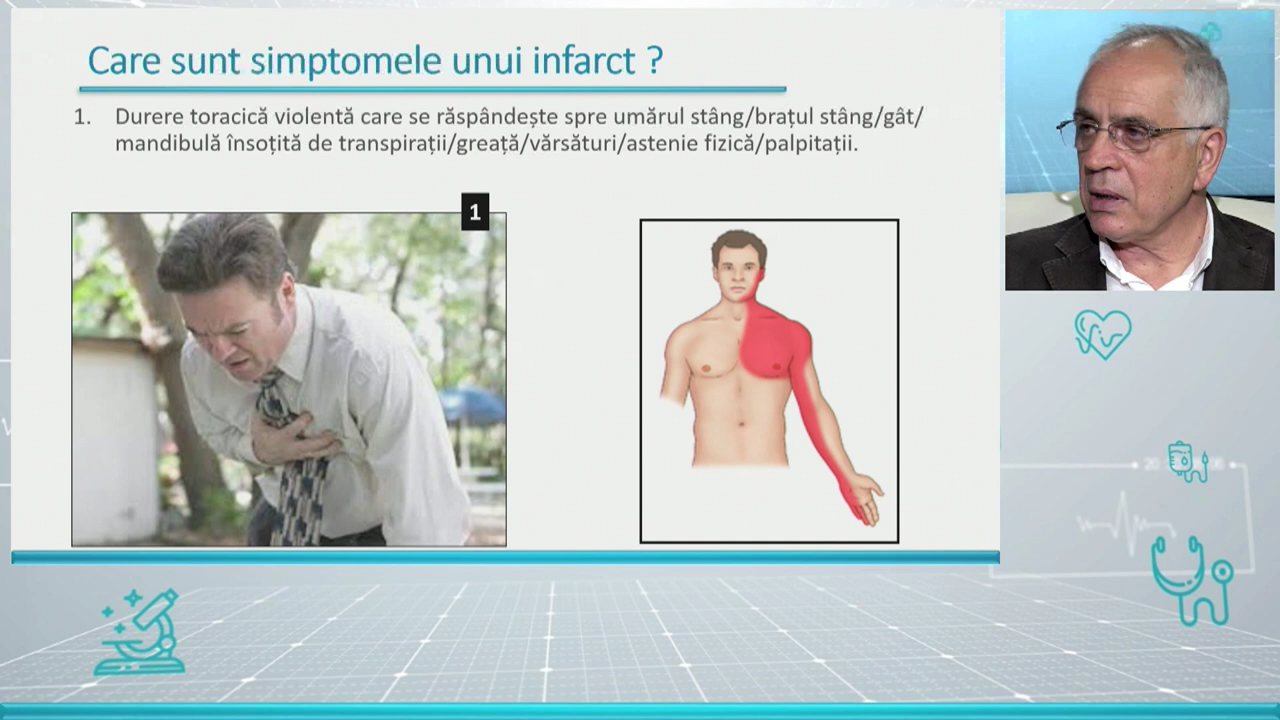 Care sunt simptomele unui infarct ?
1. Durere toracică violentă care se răspândește spre umărul stâng/brațul stâng/gât/
mandibulă însoțită de transpirații/greață/vărsături/astenie fizică/palpitații.
1